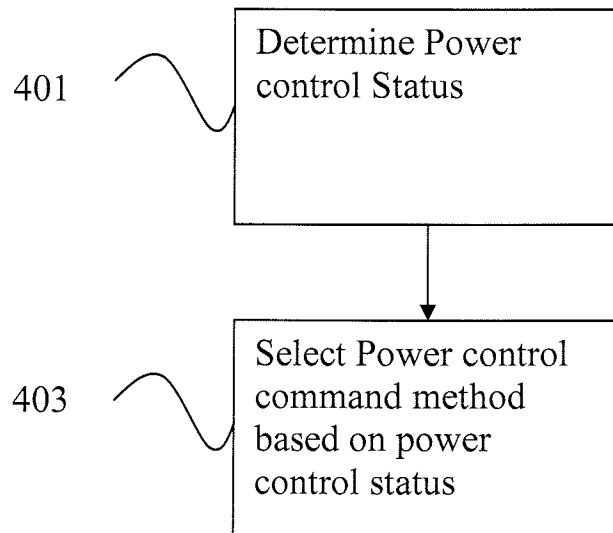 401
Determine Power
control Status
403
Select Power control
command method
based on power
control status